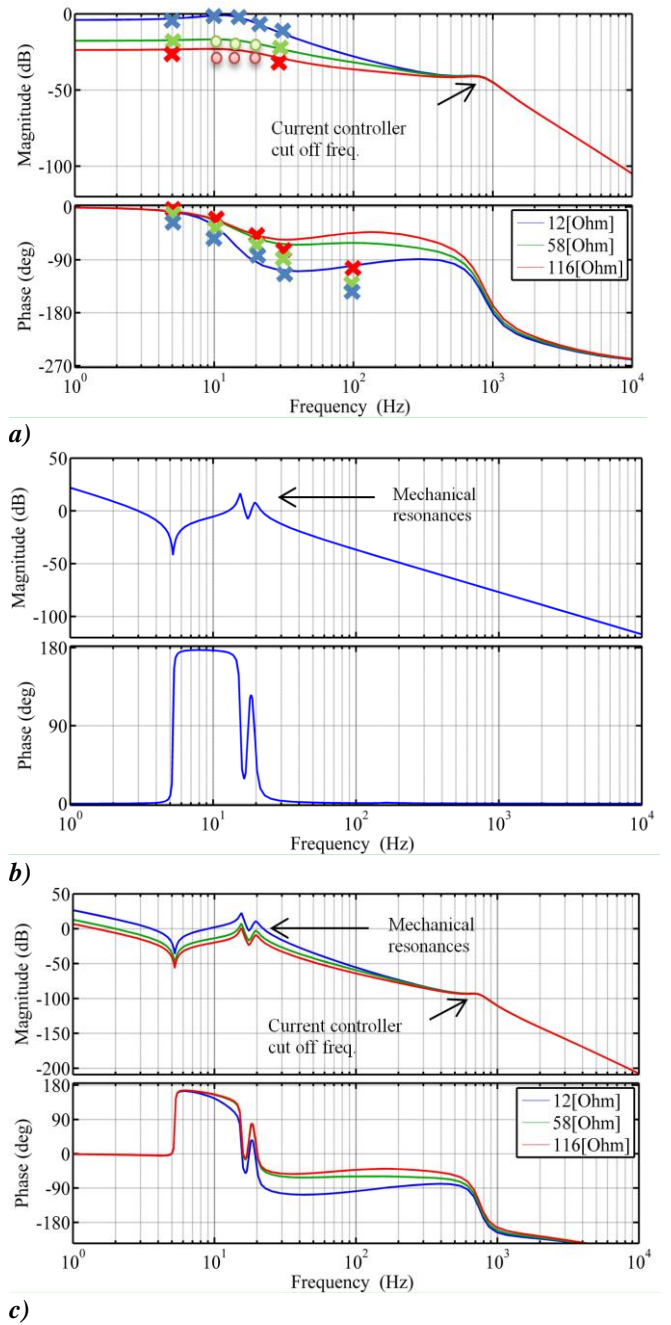 0
-50
-100
Magnitude (dB)
Current controller
cut off freq.
0
-90
-180
-270
Phase (deg)
12[Ohm]
58[Ohm]
116[Ohm]
10^0
10^1
10^2
10^3
10^4
Frequency (Hz)
a)
50
0
-50
-100
Magnitude (dB)
Mechanical
resonances
180
90
0
Phase (deg)
10^0
10^1
10^2
10^3
10^4
Frequency (Hz)
b)
50
0
-50
-100
-150
-200
Magnitude (dB)
Mechanical
resonances
Current controller
cut off freq.
180
90
0
-90
-180
Phase (deg)
12[Ohm]
58[Ohm]
116[Ohm]
10^0
10^1
10^2
10^3
10^4
Frequency (Hz)
c)